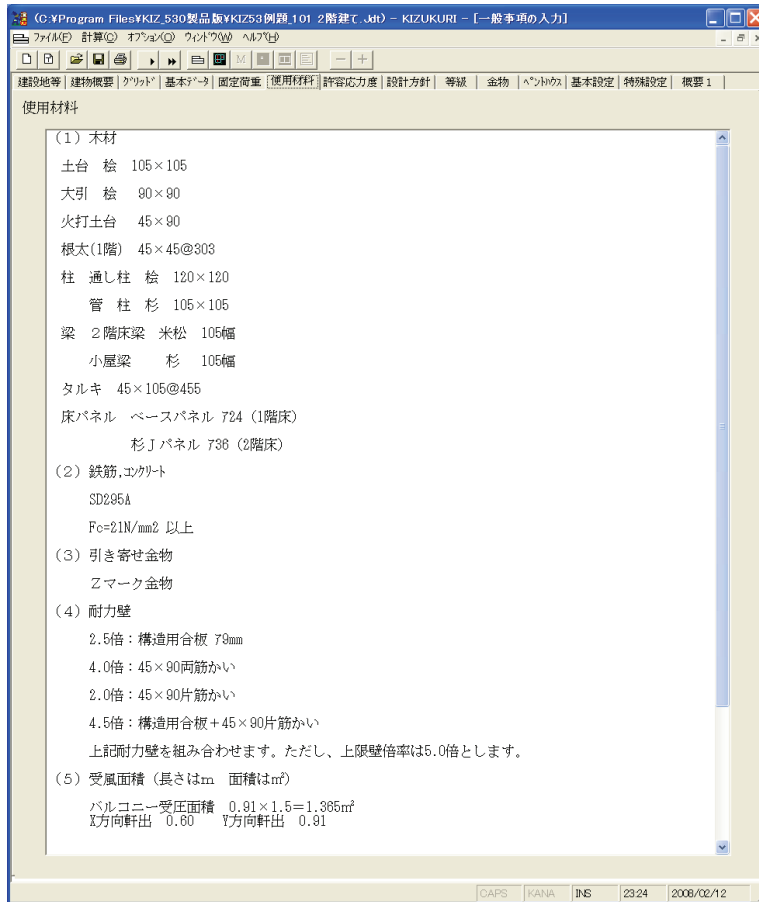 (C:¥Program Files¥KIZ_530製品版¥KIZ53例題_101 2階建て.Jdt) - KIZUKURI - [一般事項の入力]
ファイル(F) 計算(C) オプション(O) ウィンドウ(W) ヘルプ(H)
建設地等 建物概要 グリッド 基本データ 固定荷重 使用材料 許容応力度 設計方針 等級 金物 ペントハウス 基本設定 特殊設定 概要1
使用材料
(1) 木材
土台 桧 105×105
大引 桧 90×90
火打土台 45×90
根太(1階) 45×45@303
柱 通し柱 桧 120×120
管 柱 杉 105×105
梁 2階床梁 米松 105幅
小屋梁 杉 105幅
タルキ 45×105@455
床パネル ベースパネル 724 (1階床)
杉Jパネル 736 (2階床)
(2) 鉄筋,コンクリート
SD295A
Fc=21N/mm2 以上
(3) 引き寄せ金物
Zマーク金物
(4) 耐力壁
2.5倍:構造用合板 79mm
4.0倍:45×90両筋かい
2.0倍:45×90片筋かい
4.5倍:構造用合板+45×90片筋かい
上記耐力壁を組み合わせます。ただし、上限壁倍率は5.0倍とします。
(5) 受風面積 (長さはm 面積は㎡)
バルコニー受圧面積 0.91×1.5=1.365㎡
X方向軒出 0.60 Y方向軒出 0.91
CAPS KANA INS 23:24 2008/02/12